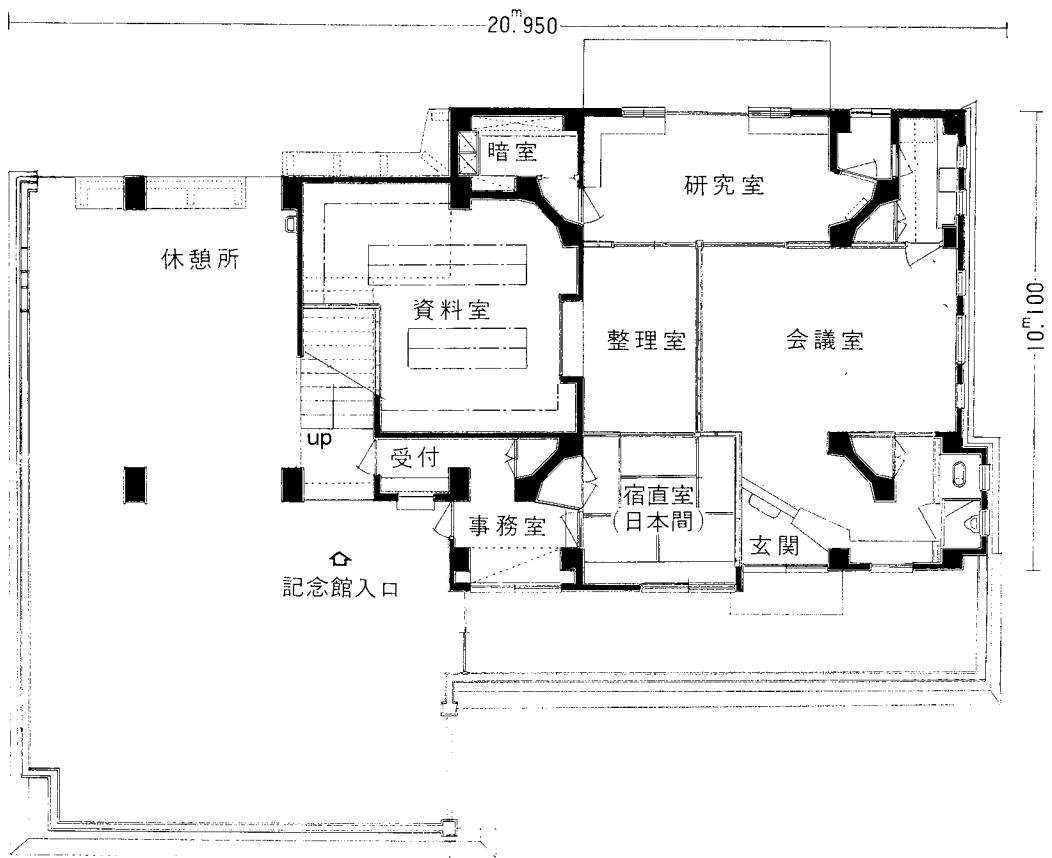 20.950m
暗室
研究室
休憩所
資料室
整理室
会議室
10.100m
up
受付
宿直室
(日本間)
事務室
玄関
記念館入口